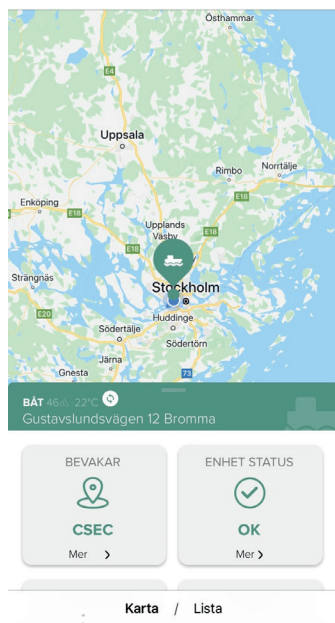 Östhammar
E4
Uppsala
Rimbo
Norrtälje
Enköping
E18
E18
Upplands
Väsby
E18
Strängnäs
Stockholm
E20
Huddinge
Södertälje
Södertörn
Järna
Gnesta
73
BÅT 46 22°C
Gustavslundsvägen 12 Bromma
BEVAKAR
ENHET STATUS
CSEC
OK
Mer
Mer
Karta / Lista